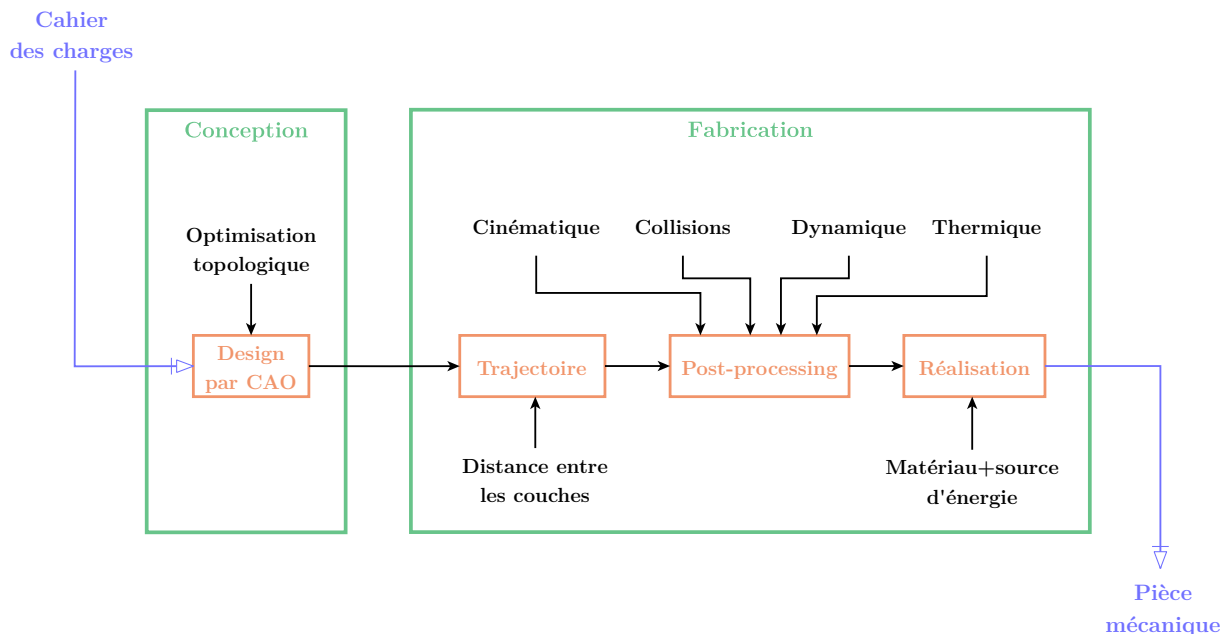 Cahier
des charges
Conception
Fabrication
Optimisation
topologique
Cinématique
Collisions
Dynamique
Thermique
Design
par CAO
Trajectoire
Post-processing
Réalisation
Distance entre
les couches
Matériau+source
d'énergie
Pièce
mécanique